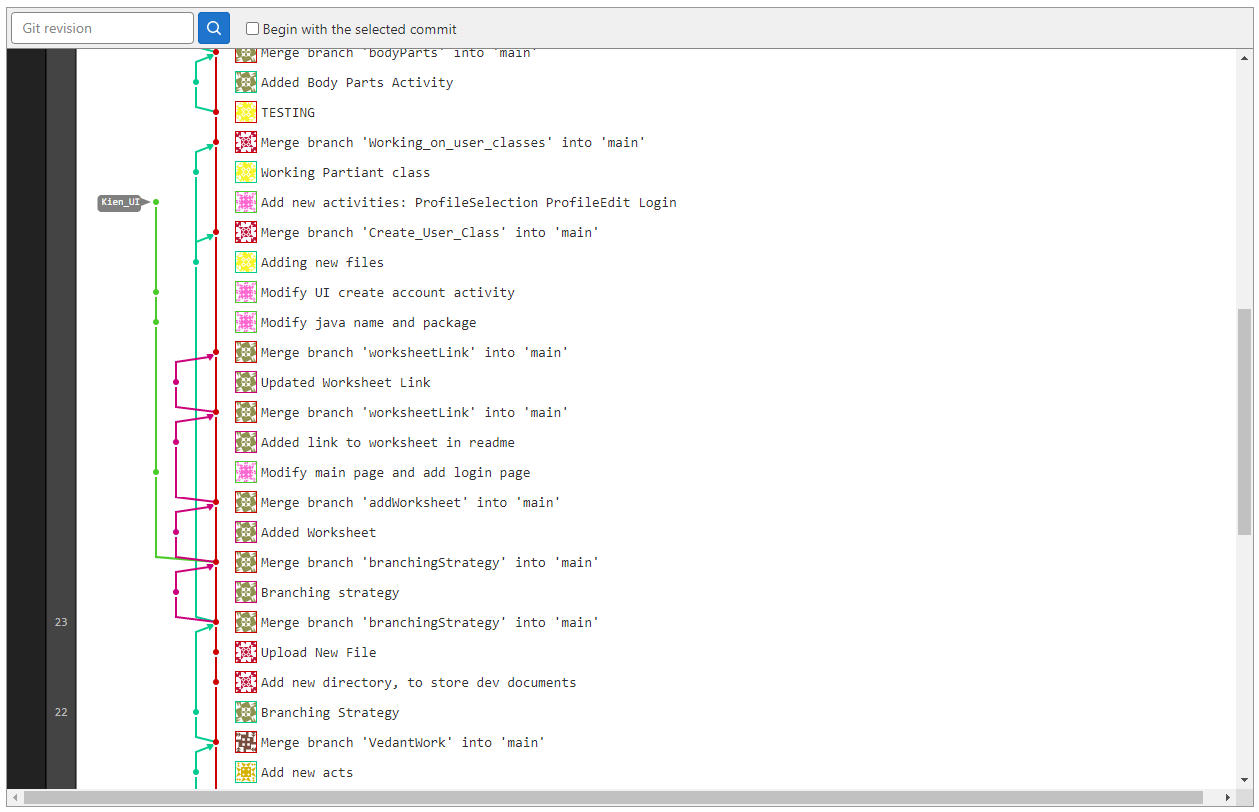 Git revision
Begin with the selected commit
Merge branch 'bodyParts' into 'main'
Added Body Parts Activity
TESTING
Merge branch 'Working_on_user_classes' into 'main'
Working Partiant class
Kien_UI
Add new activities: ProfileSelection ProfileEdit Login
Merge branch 'Create_User_Class' into 'main'
Adding new files
Modify UI create account activity
Modify java name and package
Merge branch 'worksheetLink' into 'main'
Updated Worksheet Link
Merge branch 'worksheetLink' into 'main'
Added link to worksheet in readme
Modify main page and add login page
Merge branch 'addWorksheet' into 'main'
Added Worksheet
Merge branch 'branchingStrategy' into 'main'
Branching strategy
23 Merge branch 'branchingStrategy' into 'main'
Upload New File
Add new directory, to store dev documents
22 Branching Strategy
Merge branch 'VedantWork' into 'main'
Add new acts